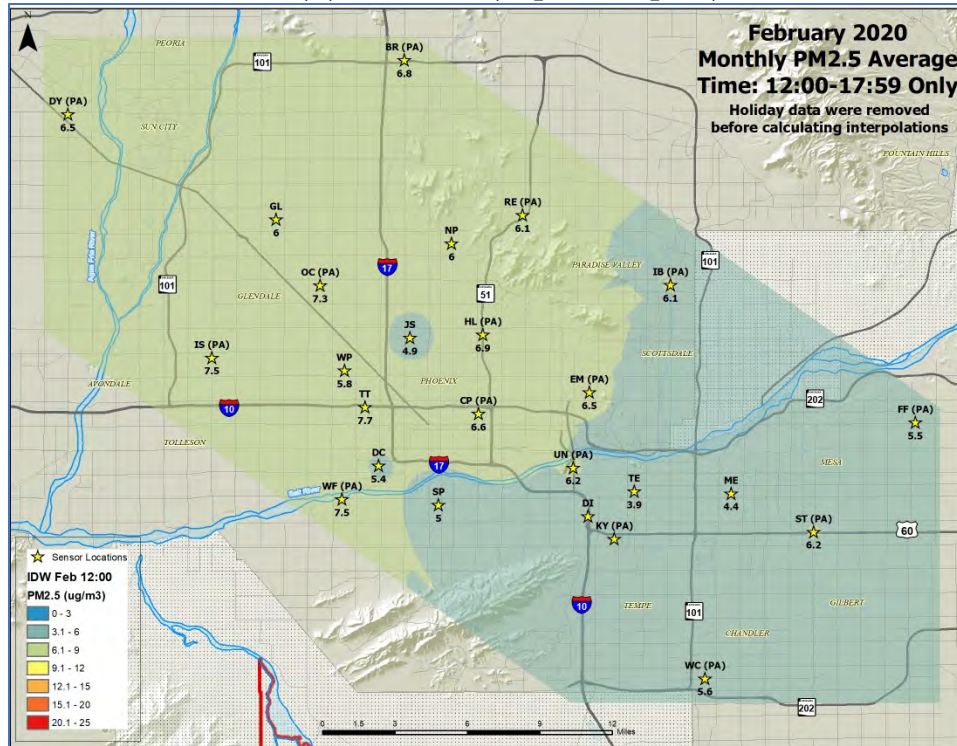 February 2020
Monthly PM2.5 Average
Time: 12:00-17:59 Only
Holiday data were removed
before calculating interpolations
N
PEORIA
BR (PA)
6.8
101
DY (PA)
6.5
SUN CITY
FOUNTAIN HILLS
GL
6
RE (PA)
6.1
NP
6
Agua Fria River
17
PARADISE VALLEY
101
OC (PA)
7.3
IB (PA)
6.1
101
GLENDALE
51
JS
4.9
HL (PA)
6.9
SCOTTSDALE
IS (PA)
7.5
WP
5.8
AVONDALE
PHOENIX
EM (PA)
6.5
TT
7.7
CP (PA)
6.6
202
10
FF (PA)
5.5
TOLLESON
DC
5.4
17
UN (PA)
6.2
MESA
WF (PA)
7.5
Salt River
SP
5
TE
3.9
ME
4.4
DI
KY (PA)
ST (PA)
6.2
60
10
TEMPE
101
GILBERT
CHANDLER
WC (PA)
5.6
202
Sensor Locations
IDW Feb 12:00
PM2.5 (ug/m3)
0 - 3
3.1 - 6
6.1 - 9
9.1 - 12
12.1 - 15
15.1 - 20
20.1 - 25
0 1.5 3 6 9 12
Miles